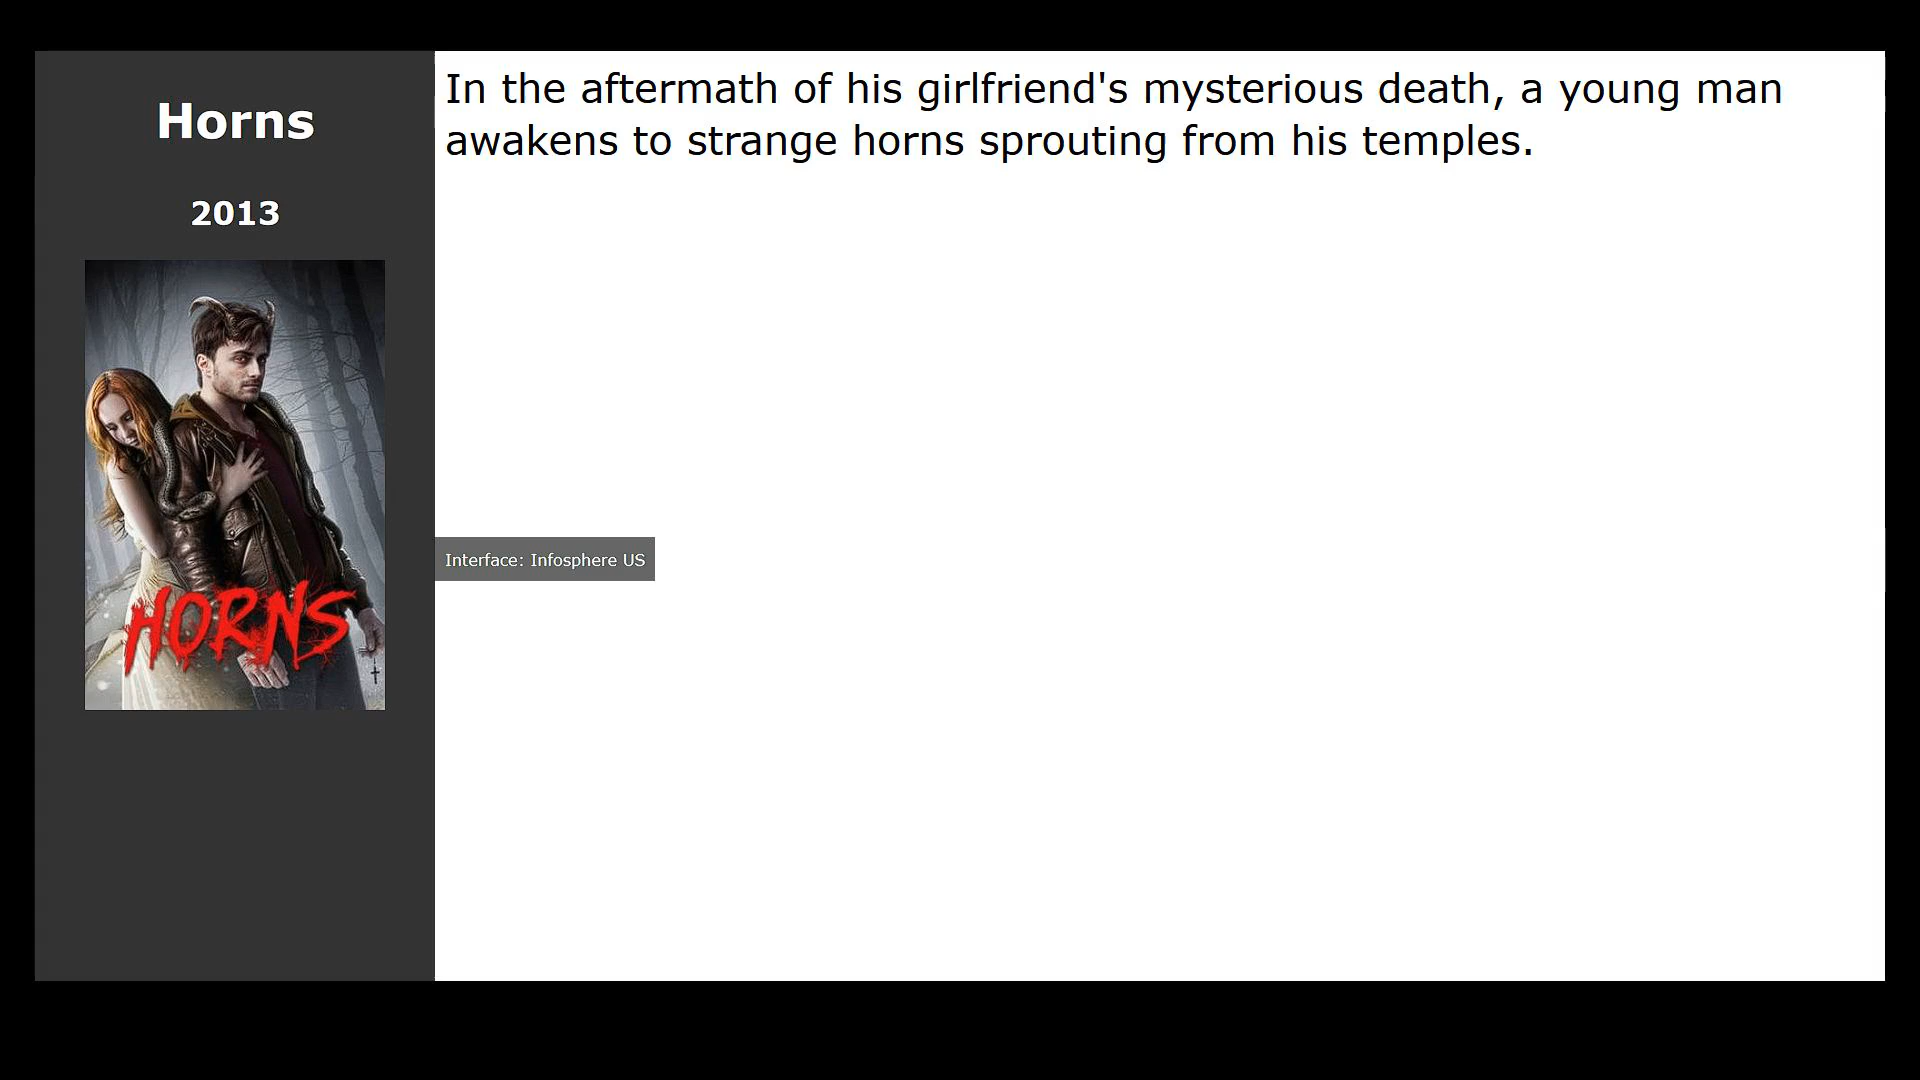 Horns
2013
HORNS
In the aftermath of his girlfriend's mysterious death, a young man
awakens to strange horns sprouting from his temples.
Interface: Infosphere US